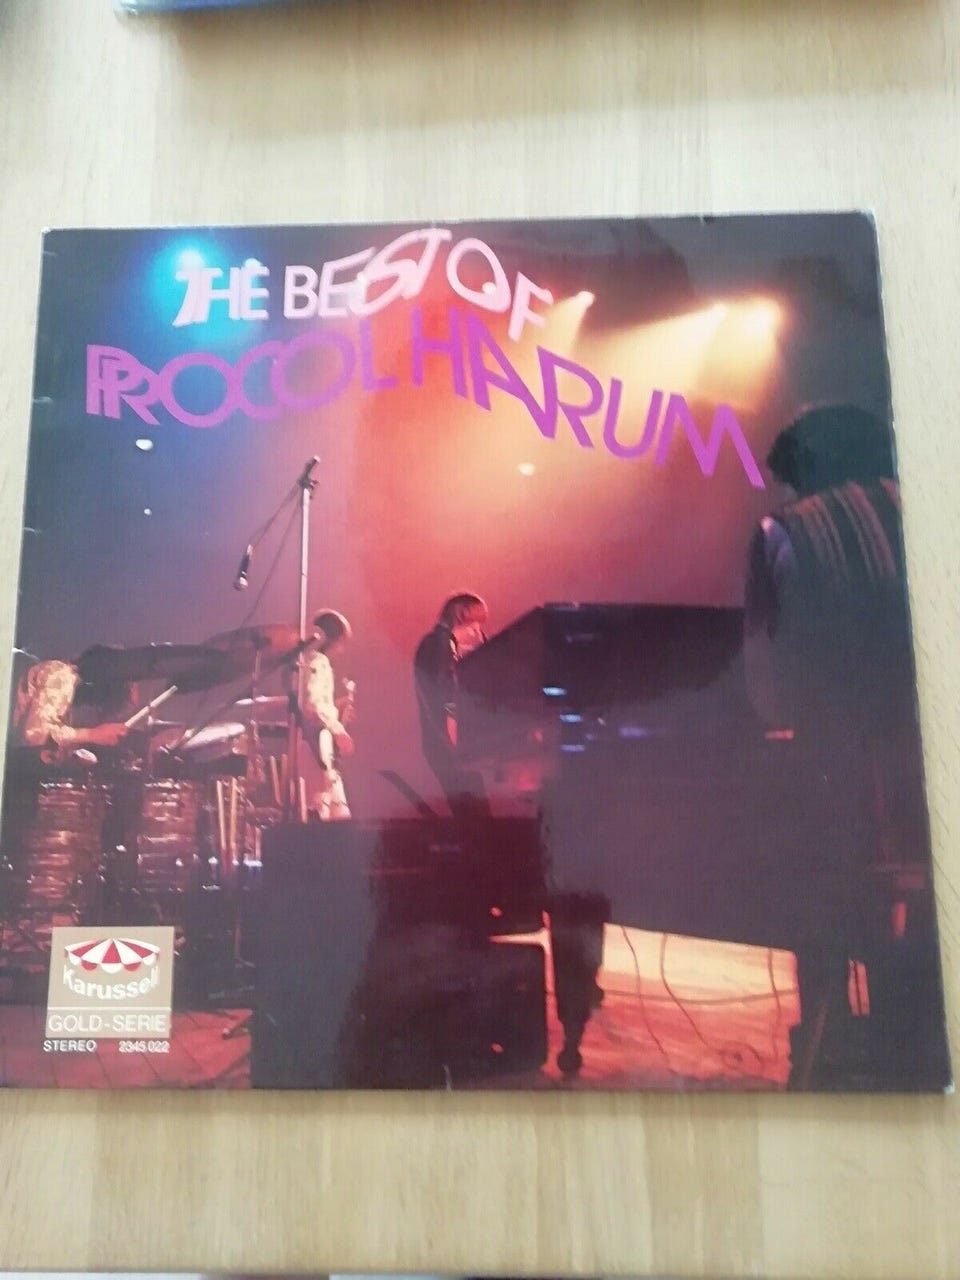 THE BEST OF
PROCOL HARUM
Karussell
GOLD-SERIE
STEREO 2345 022